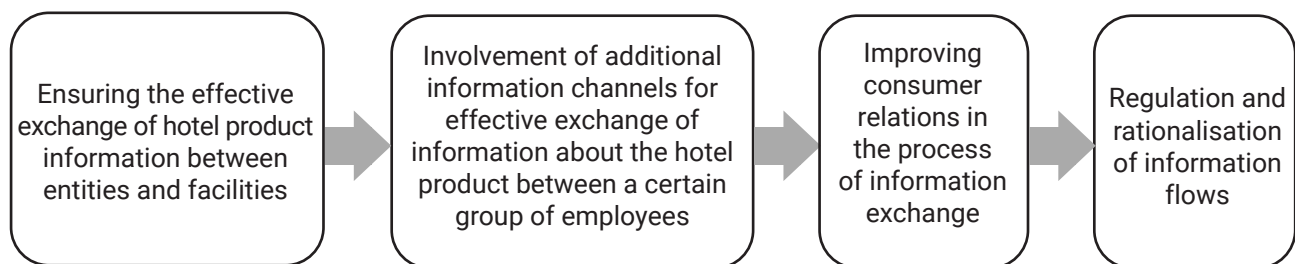 Ensuring the effective
exchange of hotel product
information between
entities and facilities
Involvement of additional
information channels for
effective exchange of
information about the hotel
product between a certain
group of employees
Improving
consumer
relations in
the process
of information
exchange
Regulation and
rationalisation
of information
flows